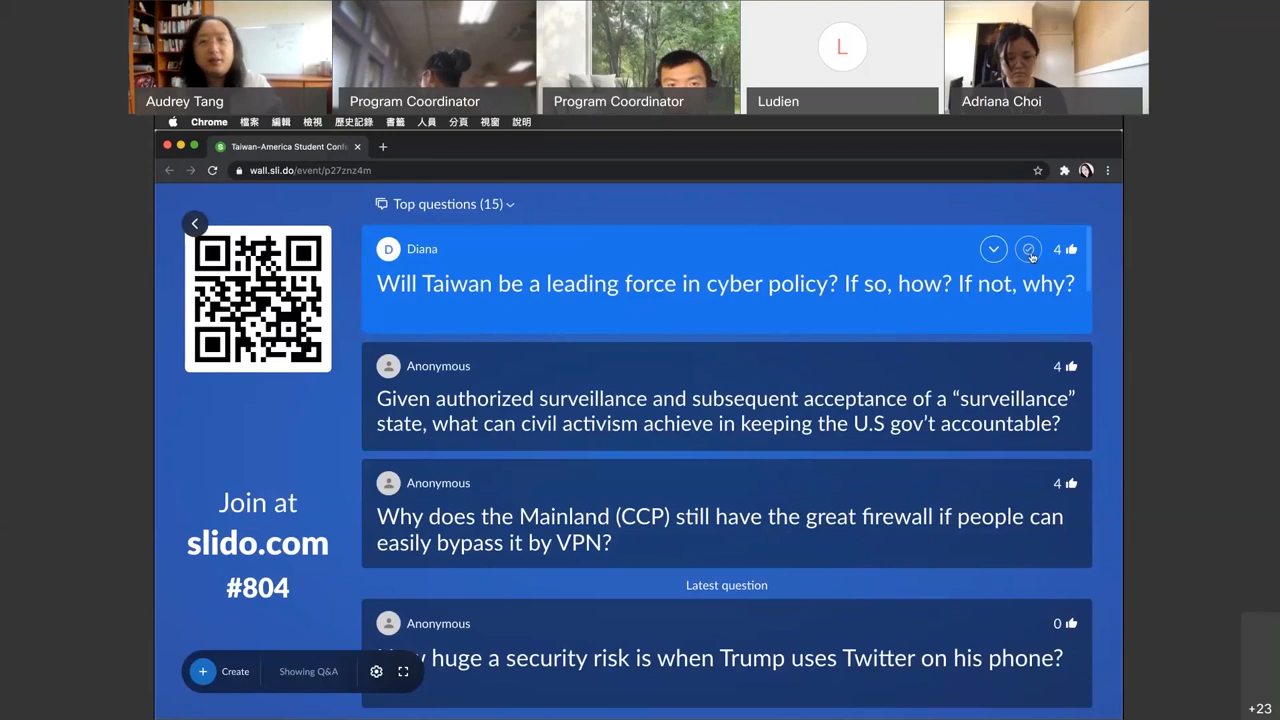 Audrey Tang
Program Coordinator
Program Coordinator
L
Ludien
Adriana Choi
Chrome 檔案 編輯 檢視 歷史記錄 書籤 人員 分頁 視窗 說明
S Taiwan-America Student Conf
wall.sli.do/event/p27znz4m
Top questions (15)
D Diana 4
Will Taiwan be a leading force in cyber policy? If so, how? If not, why?
Anonymous 4
Given authorized surveillance and subsequent acceptance of a “surveillance”
state, what can civil activism achieve in keeping the U.S gov’t accountable?
Anonymous 4
Why does the Mainland (CCP) still have the great firewall if people can
easily bypass it by VPN?
Join at
slido.com
#804
Latest question
Anonymous 0
huge a security risk is when Trump uses Twitter on his phone?
+ Create Showing Q&A
+23